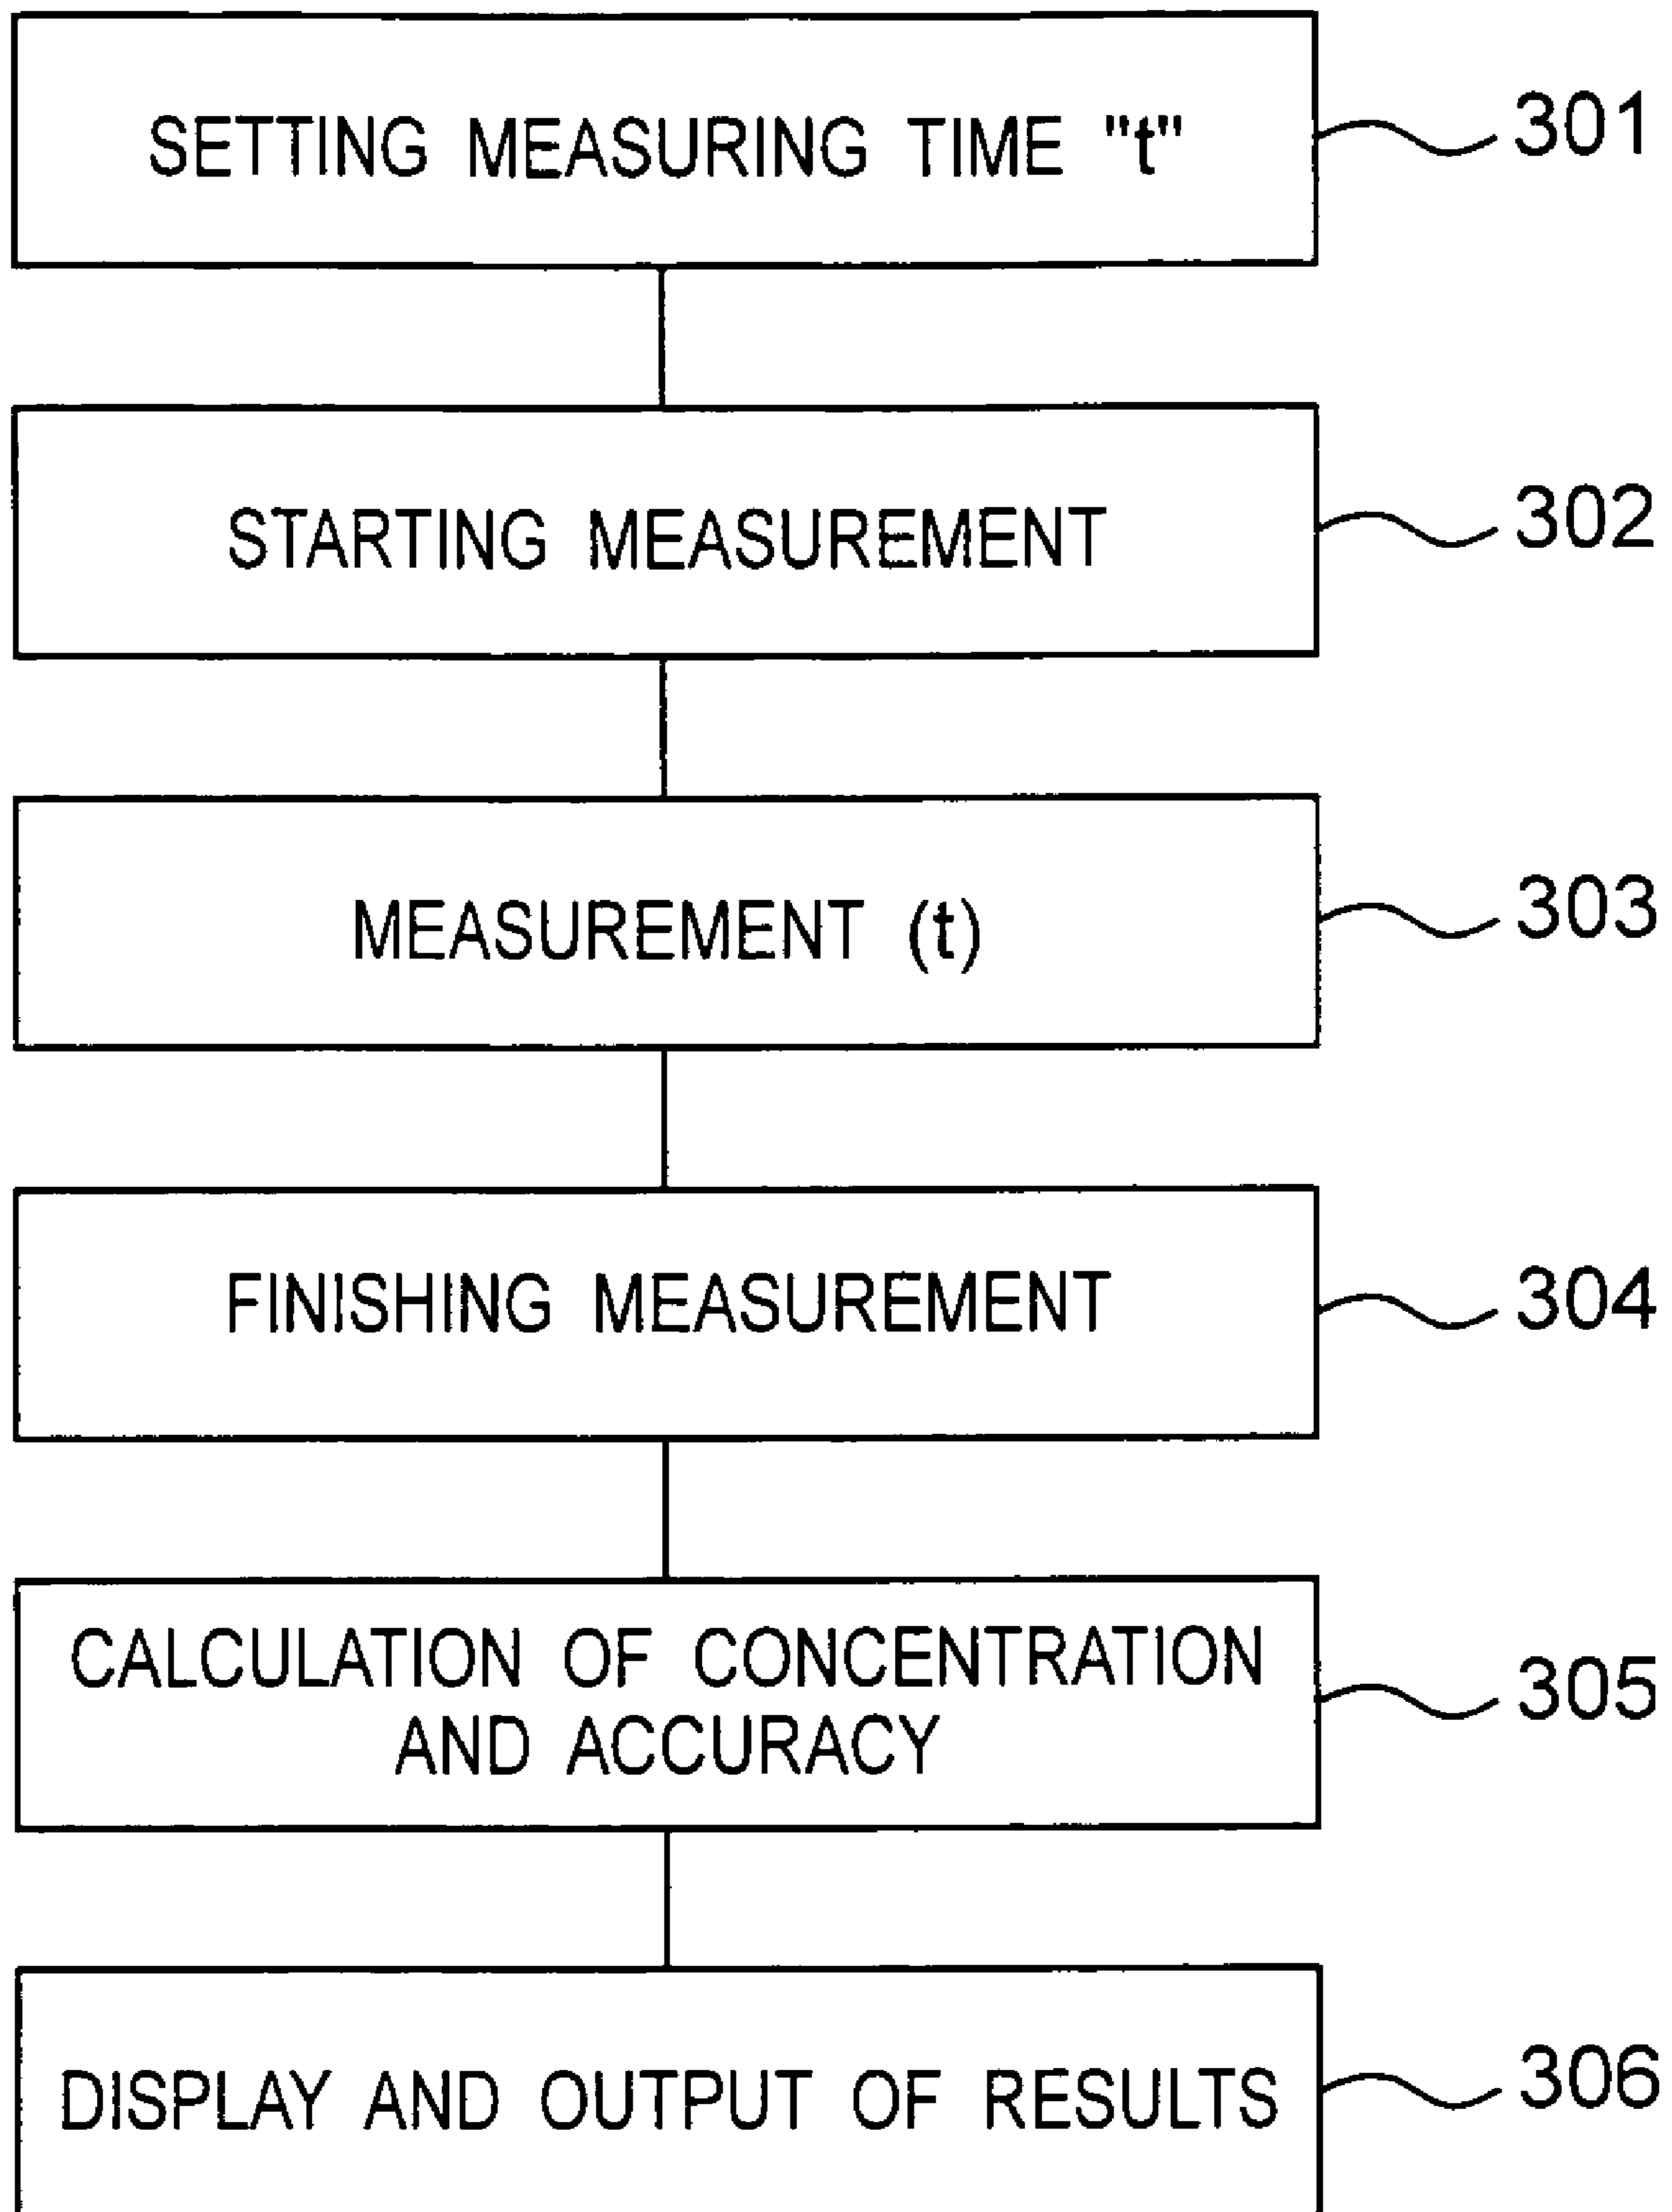 SETTING MEASURING TIME "t"
301
STARTING MEASUREMENT
302
MEASUREMENT (t)
303
FINISHING MEASUREMENT
304
CALCULATION OF CONCENTRATION
AND ACCURACY
305
DISPLAY AND OUTPUT OF RESULTS
306